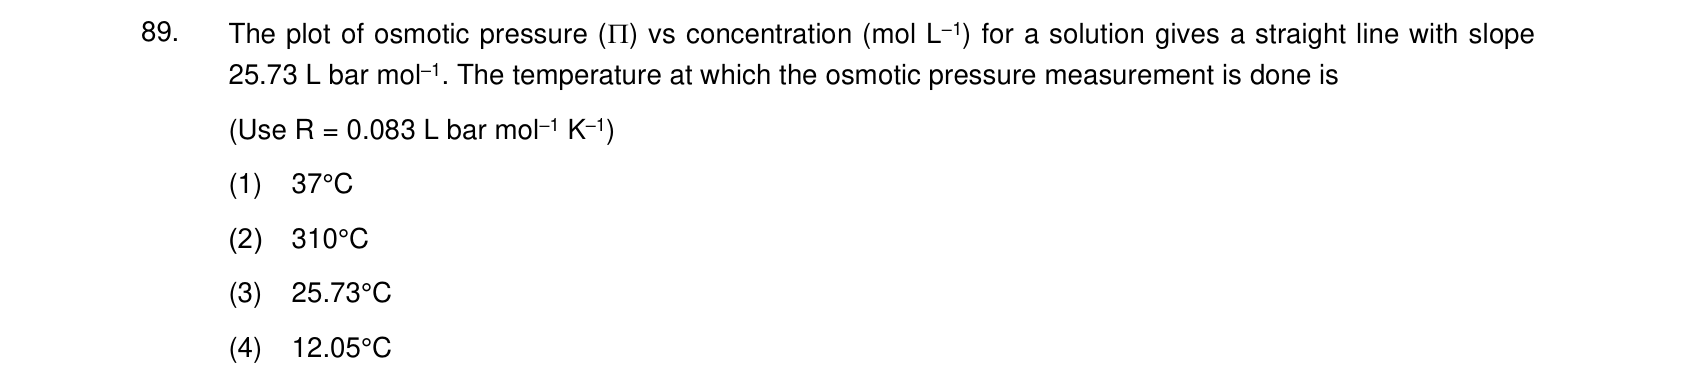 89. The plot of osmotic pressure (Π) vs concentration (mol L⁻¹) for a solution gives a straight line with slope
25.73 L bar mol⁻¹. The temperature at which the osmotic pressure measurement is done is
(Use R = 0.083 L bar mol⁻¹ K⁻¹)
(1) 37°C
(2) 310°C
(3) 25.73°C
(4) 12.05°C